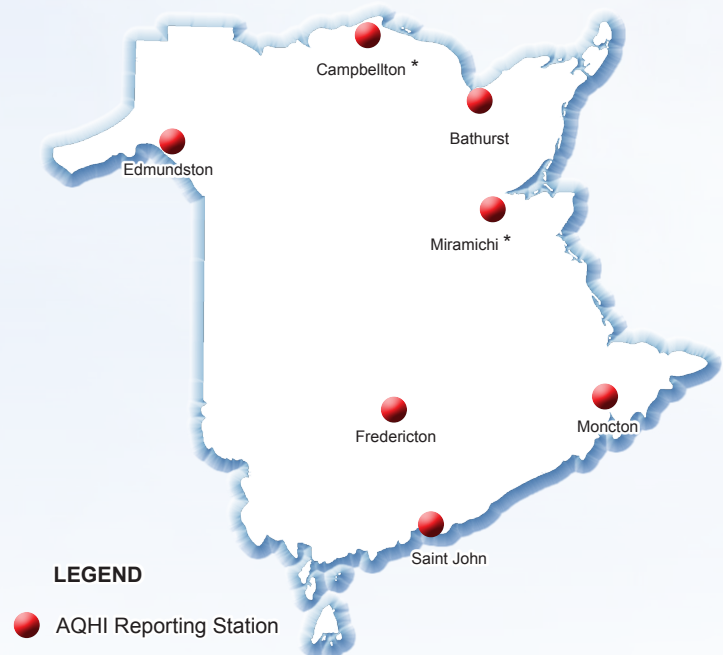 Campbellton *
Bathurst
Edmundston
Miramichi *
Moncton
Fredericton
Saint John
LEGEND
AQHI Reporting Station